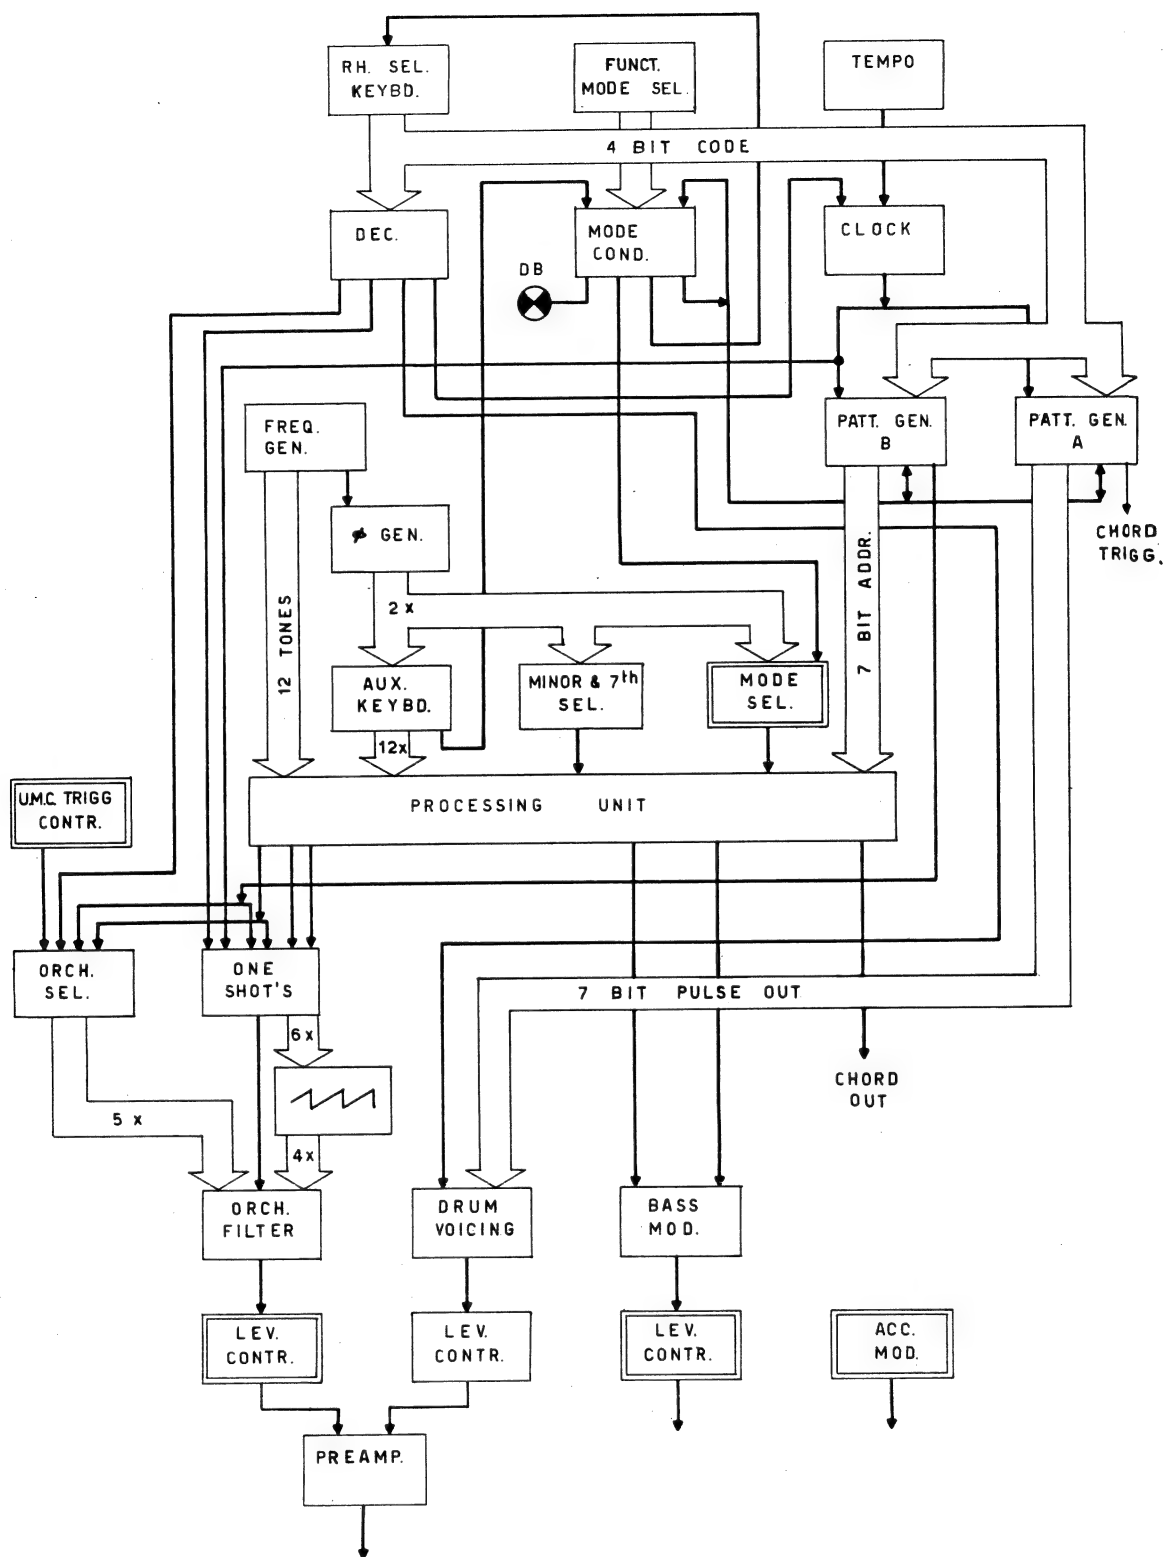 RH. SEL.
KEYBD.
FUNCT.
MODE SEL.
TEMPO
4 BIT CODE
DEC.
MODE
COND.
CLOCK
DB
FREQ.
GEN.
PATT. GEN.
B
PATT. GEN.
A
φ GEN.
CHORD
TRIGG.
7 BIT ADDR.
12 TONES
2 x
AUX.
KEYBD.
MINOR & 7th
SEL.
MODE
SEL.
12x
U.M.C. TRIGG
CONTR.
PROCESSING UNIT
ORCH.
SEL.
ONE
SHOT'S
7 BIT PULSE OUT
6 x
CHORD
OUT
5 x
4x
ORCH.
FILTER
DRUM
VOICING
BASS
MOD.
LEV.
CONTR.
LEV.
CONTR.
LEV.
CONTR.
ACC.
MOD.
PREAMP.